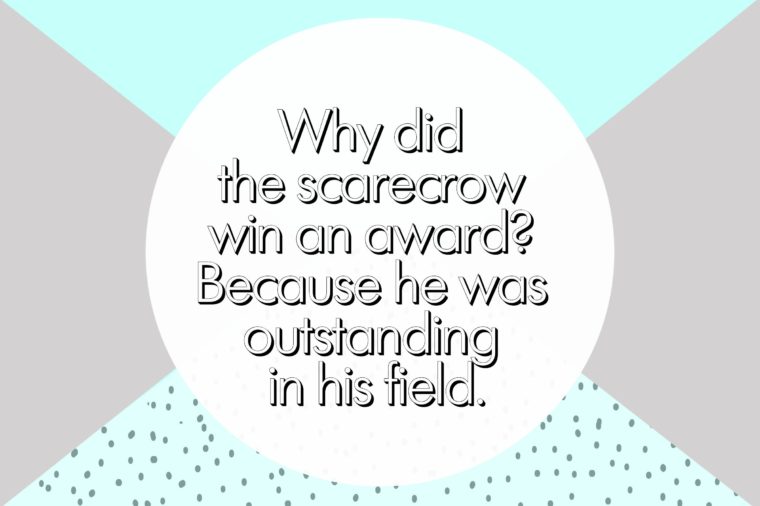 Why did
the scarecrow
win an award?
Because he was
outstanding
in his field.